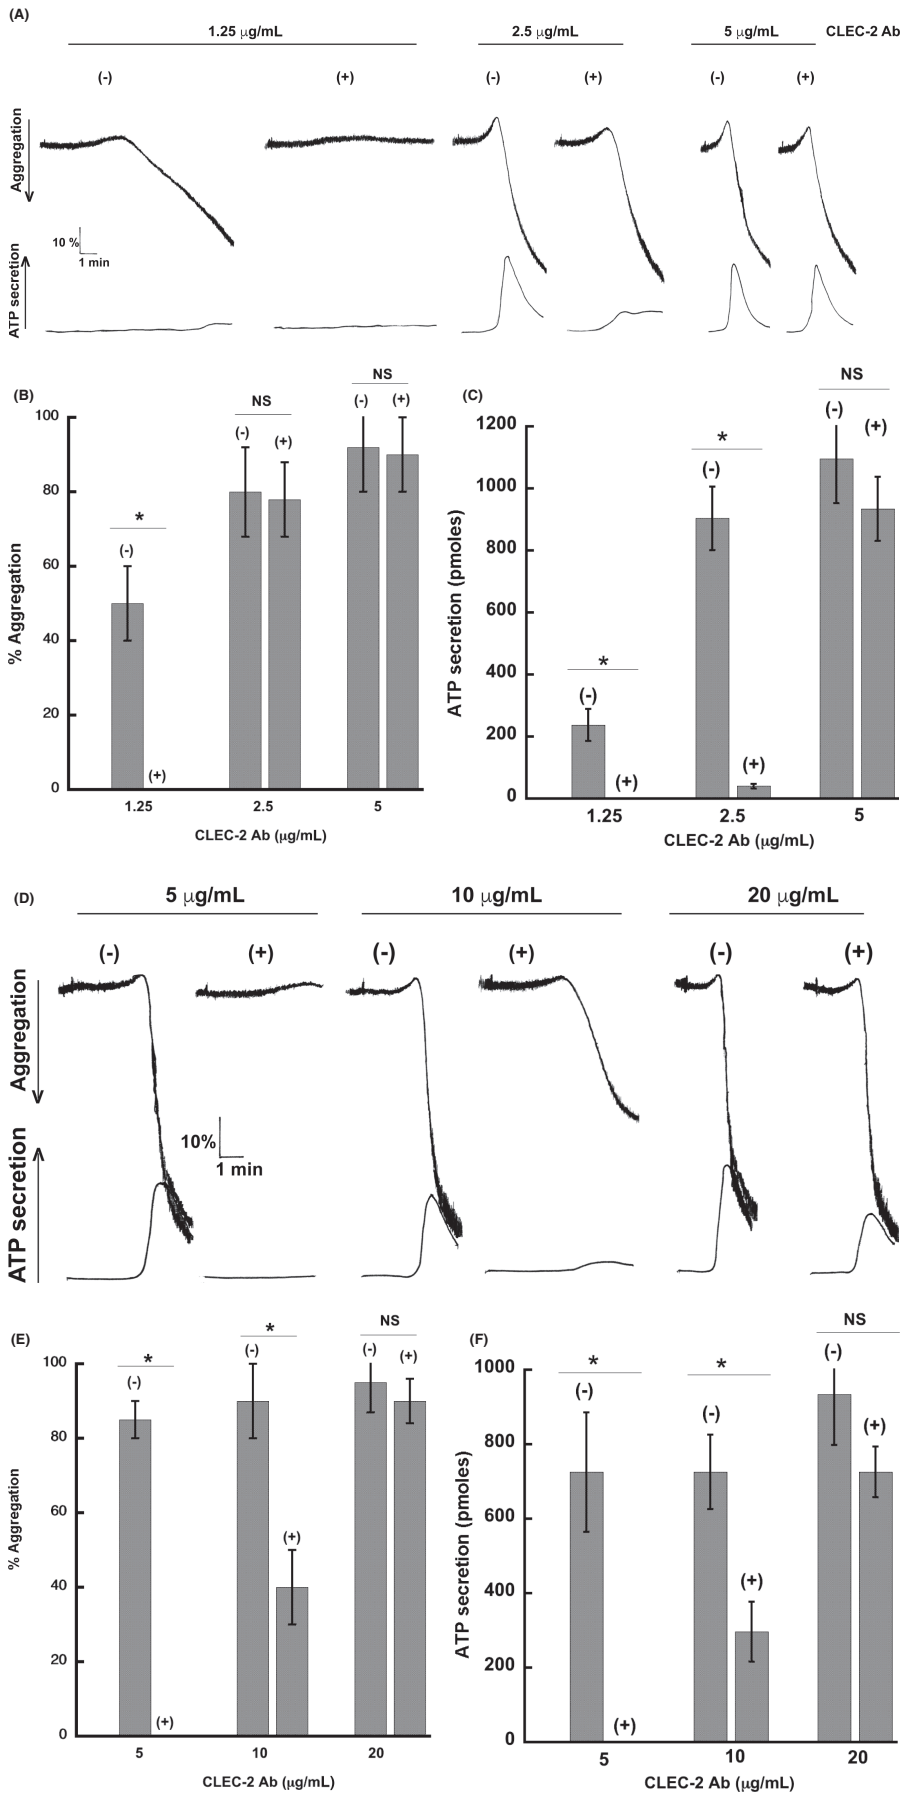 (A)
1.25 µg/mL 2.5 µg/mL 5 µg/mL CLEC-2 Ab
(-) (+) (-) (+) (-) (+)
Aggregation
10 %
1 min
ATP secretion
(B)
NS
NS
(-) (+)
(-) (+)
*
(-)
(+)
100
80
60
40
20
0
% Aggregation
1.25 2.5 5
CLEC-2 Ab (µg/mL)
(C)
NS
(-) (+)
*
(-)
(+)
*
(-)
(+)
1200
1000
800
600
400
200
0
ATP secretion (pmoles)
1.25 2.5 5
CLEC-2 Ab (µg/mL)
(D)
5 µg/mL 10 µg/mL 20 µg/mL
(-) (+) (-) (+) (-) (+)
Aggregation
10%
1 min
ATP secretion
(E)
*
(-)
(+)
*
(-)
(+)
NS
(-) (+)
100
80
60
40
20
0
% Aggregation
5 10 20
CLEC-2 Ab (µg/mL)
(F)
*
(-)
(+)
*
(-)
(+)
NS
(-)
(+)
1000
800
600
400
200
0
ATP secretion (pmoles)
5 10 20
CLEC-2 Ab (µg/mL)